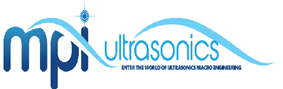 mpi ultrasonics
ENTER THE WORLD OF ULTRASONICS MACRO ENGINEERING